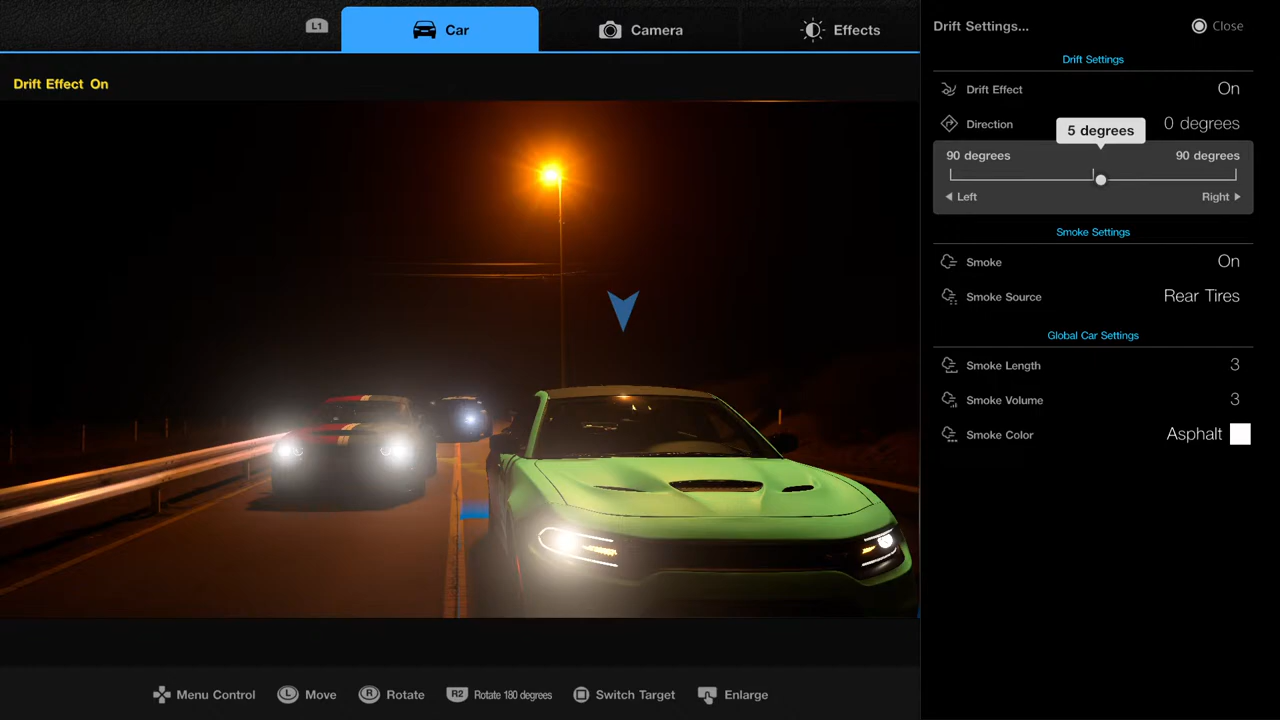 L1 Car Camera Effects
Drift Effect On
Drift Settings... Close
Drift Settings
Drift Effect On
Direction 0 degrees
5 degrees
90 degrees 90 degrees
Left Right
Smoke Settings
Smoke On
Smoke Source Rear Tires
Global Car Settings
Smoke Length 3
Smoke Volume 3
Smoke Color Asphalt
Menu Control L Move R Rotate R2 Rotate 180 degrees Switch Target Enlarge